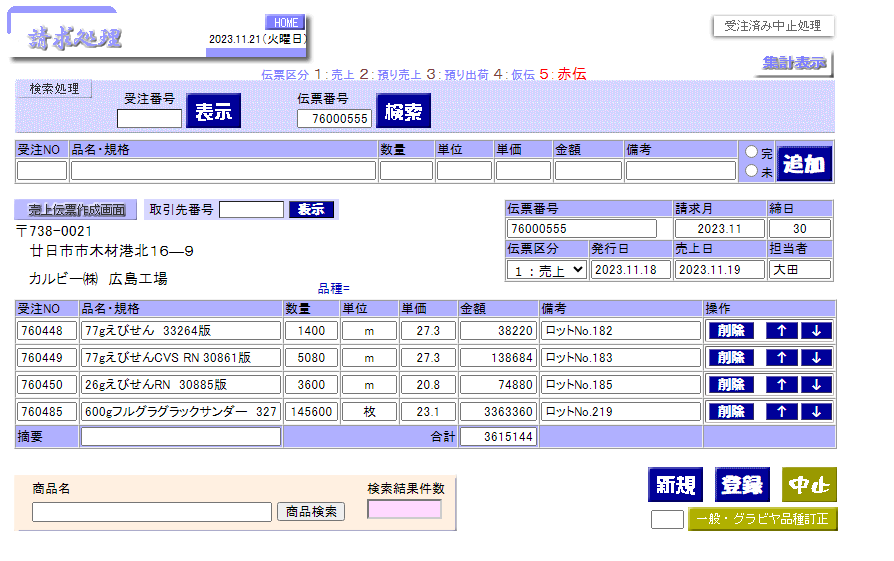 請求処理
HOME
2023.11.21(火曜日)
受注済み中止処理
集計表示
伝票区分 1:売上 2:預り売上 3:預り出荷 4:仮伝 5:赤伝
検索処理
受注番号 表示 伝票番号 76000555 検索
受注NO 品名・規格 数量 単位 単価 金額 備考
完
未
追加
売上伝票作成画面 取引先番号 表示
〒738-0021
廿日市市木材港北16―9
カルビー㈱ 広島工場
品種=
伝票番号 請求月 締日
76000555 2023.11 30
伝票区分 発行日 売上日 担当者
1:売上 2023.11.18 2023.11.19 大田
受注NO 品名・規格 数量 単位 単価 金額 備考 操作
760448 77gえびせん 33264版 1400 m 27.3 38220 ロットNo.182 削除 ↑ ↓
760449 77gえびせんCVS RN 30861版 5080 m 27.3 138684 ロットNo.183 削除 ↑ ↓
760450 26gえびせんRN 30885版 3600 m 20.8 74880 ロットNo.185 削除 ↑ ↓
760485 600gフルグラグラックサンダー 327 145600 枚 23.1 3363360 ロットNo.219 削除 ↑ ↓
摘要 合計 3615144
商品名 検索結果件数
商品検索
新規 登録 中止
一般・グラビヤ品種訂正